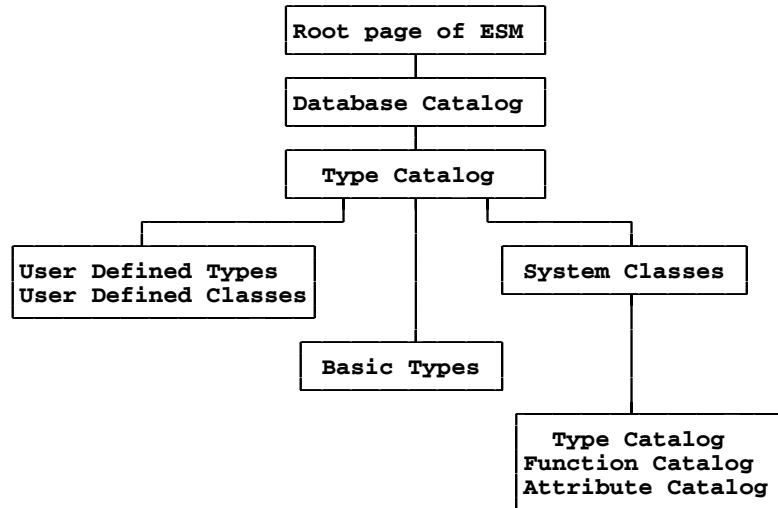 Root page of ESM
Database Catalog
Type Catalog
User Defined Types
User Defined Classes
System Classes
Basic Types
Type Catalog
Function Catalog
Attribute Catalog